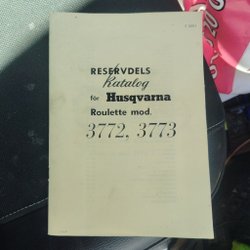 RESERVDELS
Katalog
för Husqvarna
Roulette mod.
3772, 3773